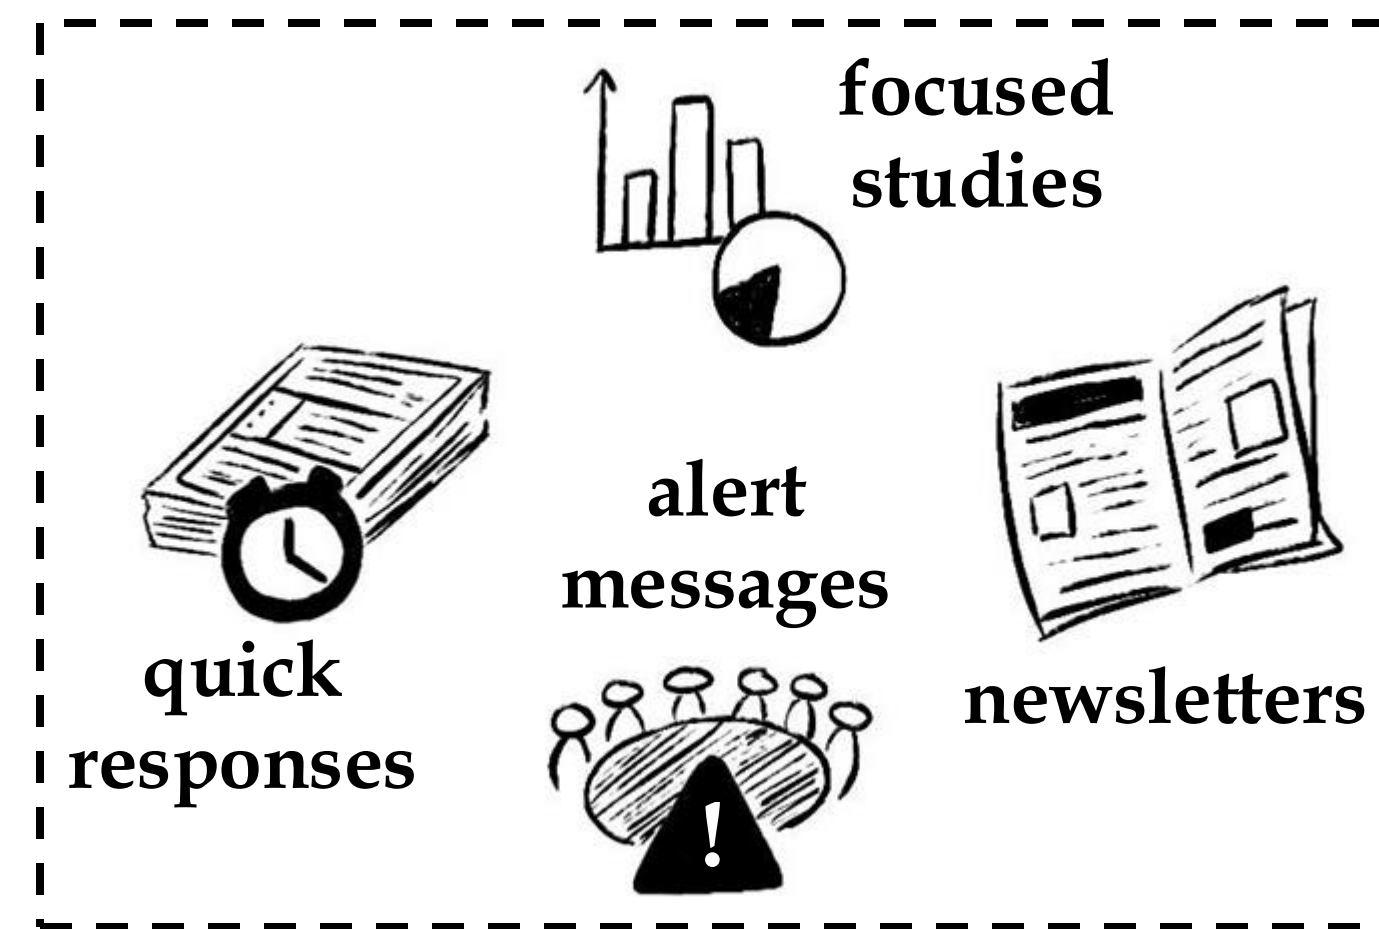 focused
studies
alert
messages
quick
responses
newsletters
!